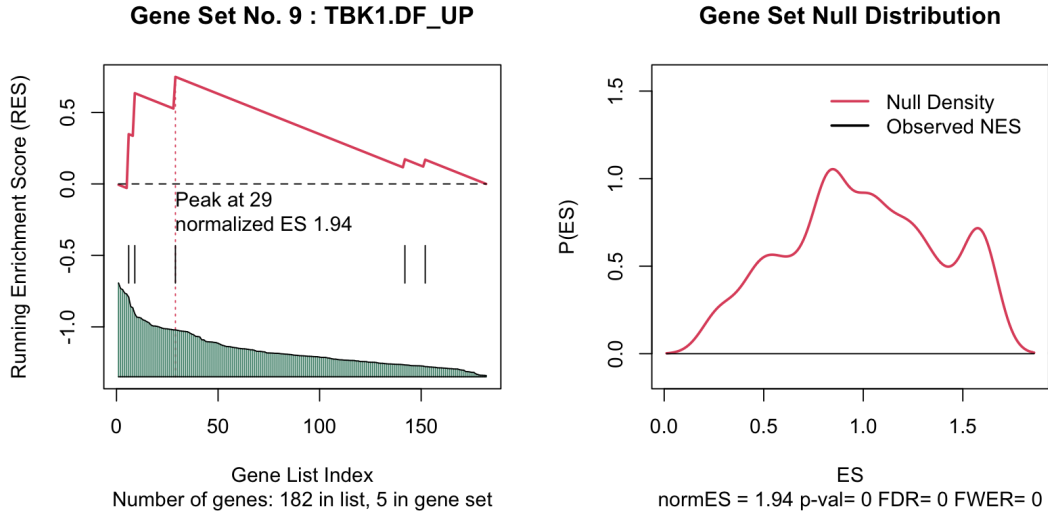 Gene Set No. 9 : TBK1.DF_UP
Running Enrichment Score (RES)
0.5
0.0
-0.5
-1.0
Peak at 29
normalized ES 1.94
0 50 100 150
Gene List Index
Number of genes: 182 in list, 5 in gene set
Gene Set Null Distribution
P(ES)
1.5
1.0
0.5
0.0
Null Density
Observed NES
0.0 0.5 1.0 1.5
ES
normES = 1.94 p-val= 0 FDR= 0 FWER= 0